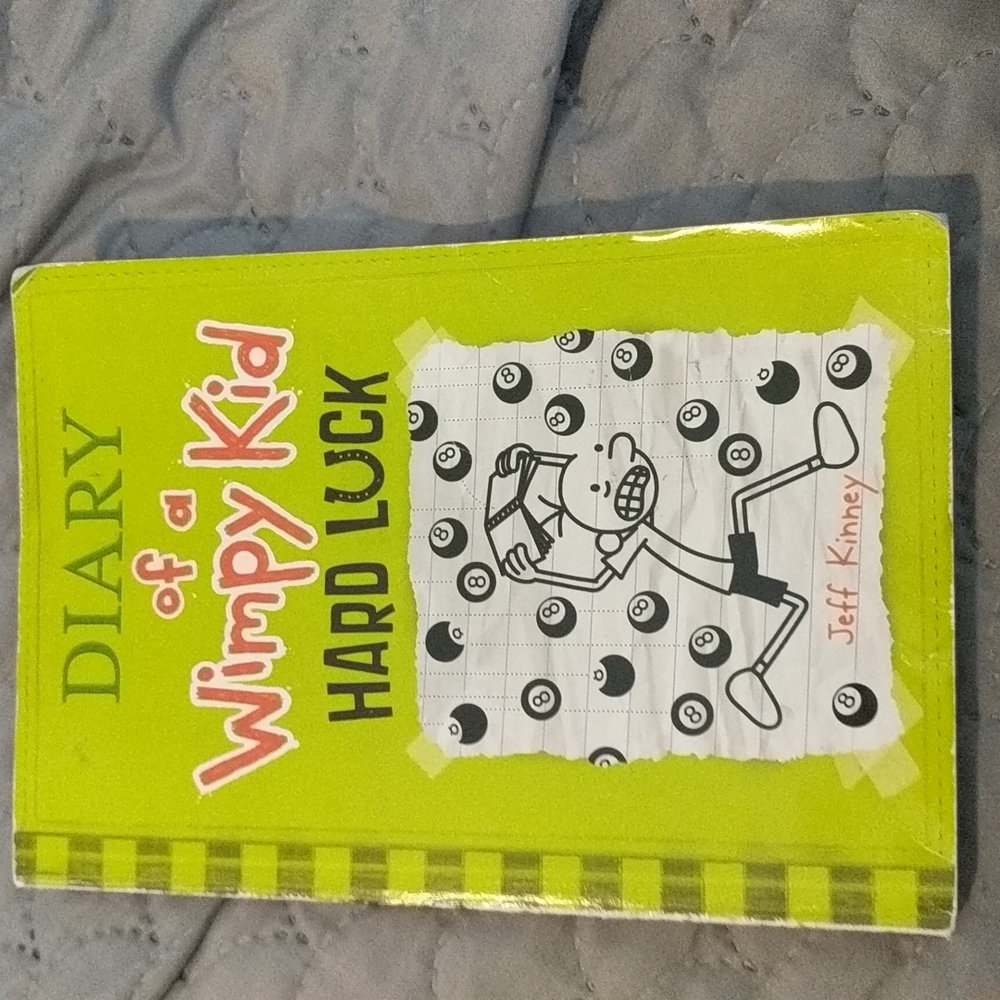 DIARY
of a
Wimpy Kid
HARD LUCK
Jeff Kinney